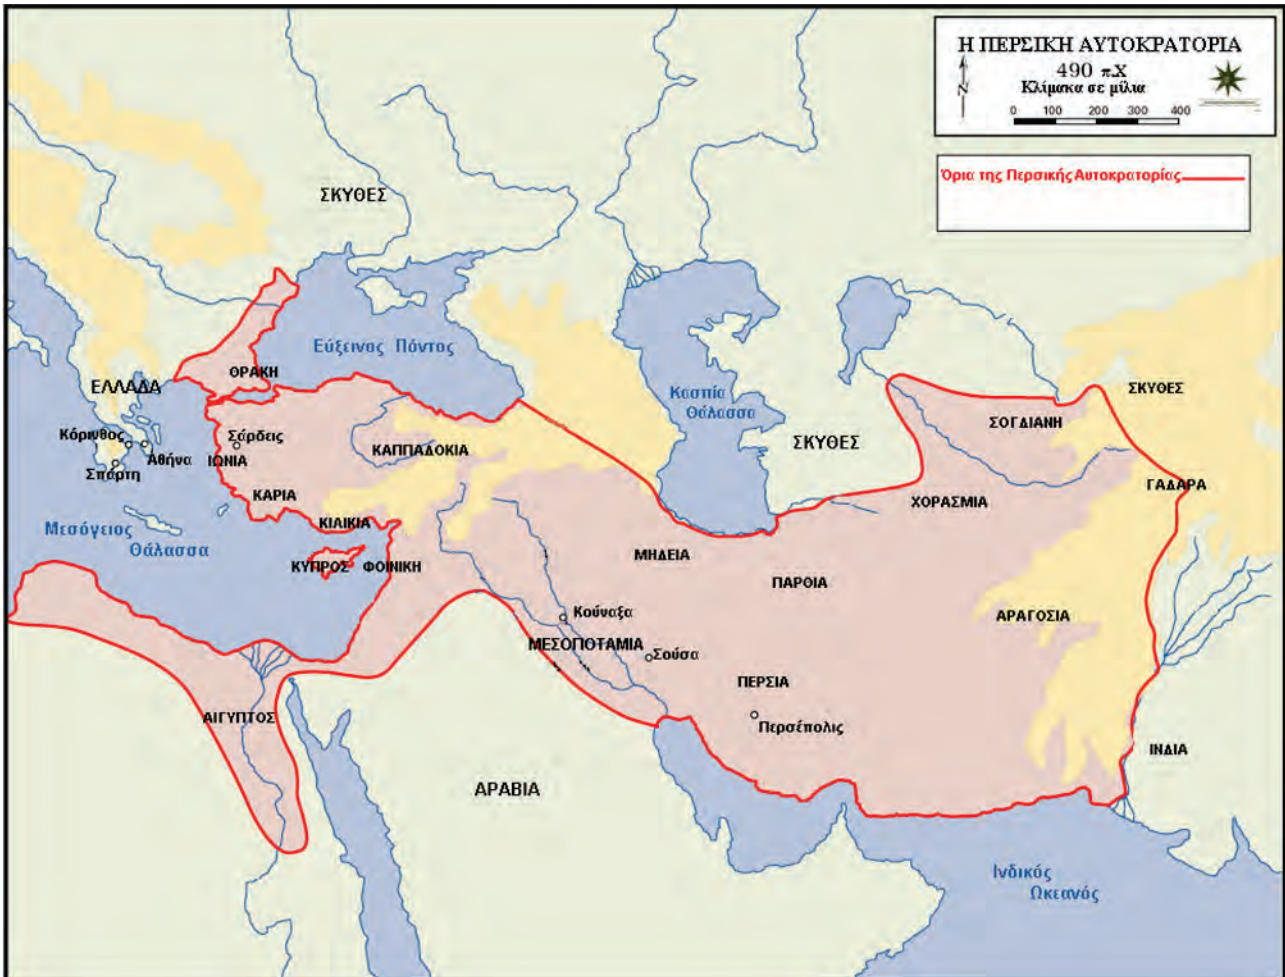 Η ΠΕΡΣΙΚΗ ΑΥΤΟΚΡΑΤΟΡΙΑ
490 π.Χ
Κλίμακα σε μίλια
N
0 100 200 300 400
Όρια της Περσικής Αυτοκρατορίας
ΣΚΥΘΕΣ
Εύξεινος Πόντος
ΘΡΑΚΗ
ΕΛΛΑΔΑ
Κασπία
Θάλασσα
ΣΚΥΘΕΣ
ΣΟΓΔΙΑΝΗ
Κόρινθος
Αθήνα
Σπάρτη
Σάρδεις
ΙΩΝΙΑ
ΚΑΠΠΑΔΟΚΙΑ
ΣΚΥΘΕΣ
ΓΑΔΑΡΑ
ΚΑΡΙΑ
ΧΟΡΑΣΜΙΑ
ΚΙΛΙΚΙΑ
Μεσόγειος
Θάλασσα
ΚΥΠΡΟΣ
ΦΟΙΝΙΚΗ
ΜΗΔΕΙΑ
ΠΑΡΘΙΑ
Κούναξα
ΑΡΑΓΟΣΙΑ
ΜΕΣΟΠΟΤΑΜΙΑ
Σούσα
ΠΕΡΣΙΑ
Περσέπολις
ΑΙΓΥΠΤΟΣ
ΙΝΔΙΑ
ΑΡΑΒΙΑ
Ινδικός
Ωκεανός